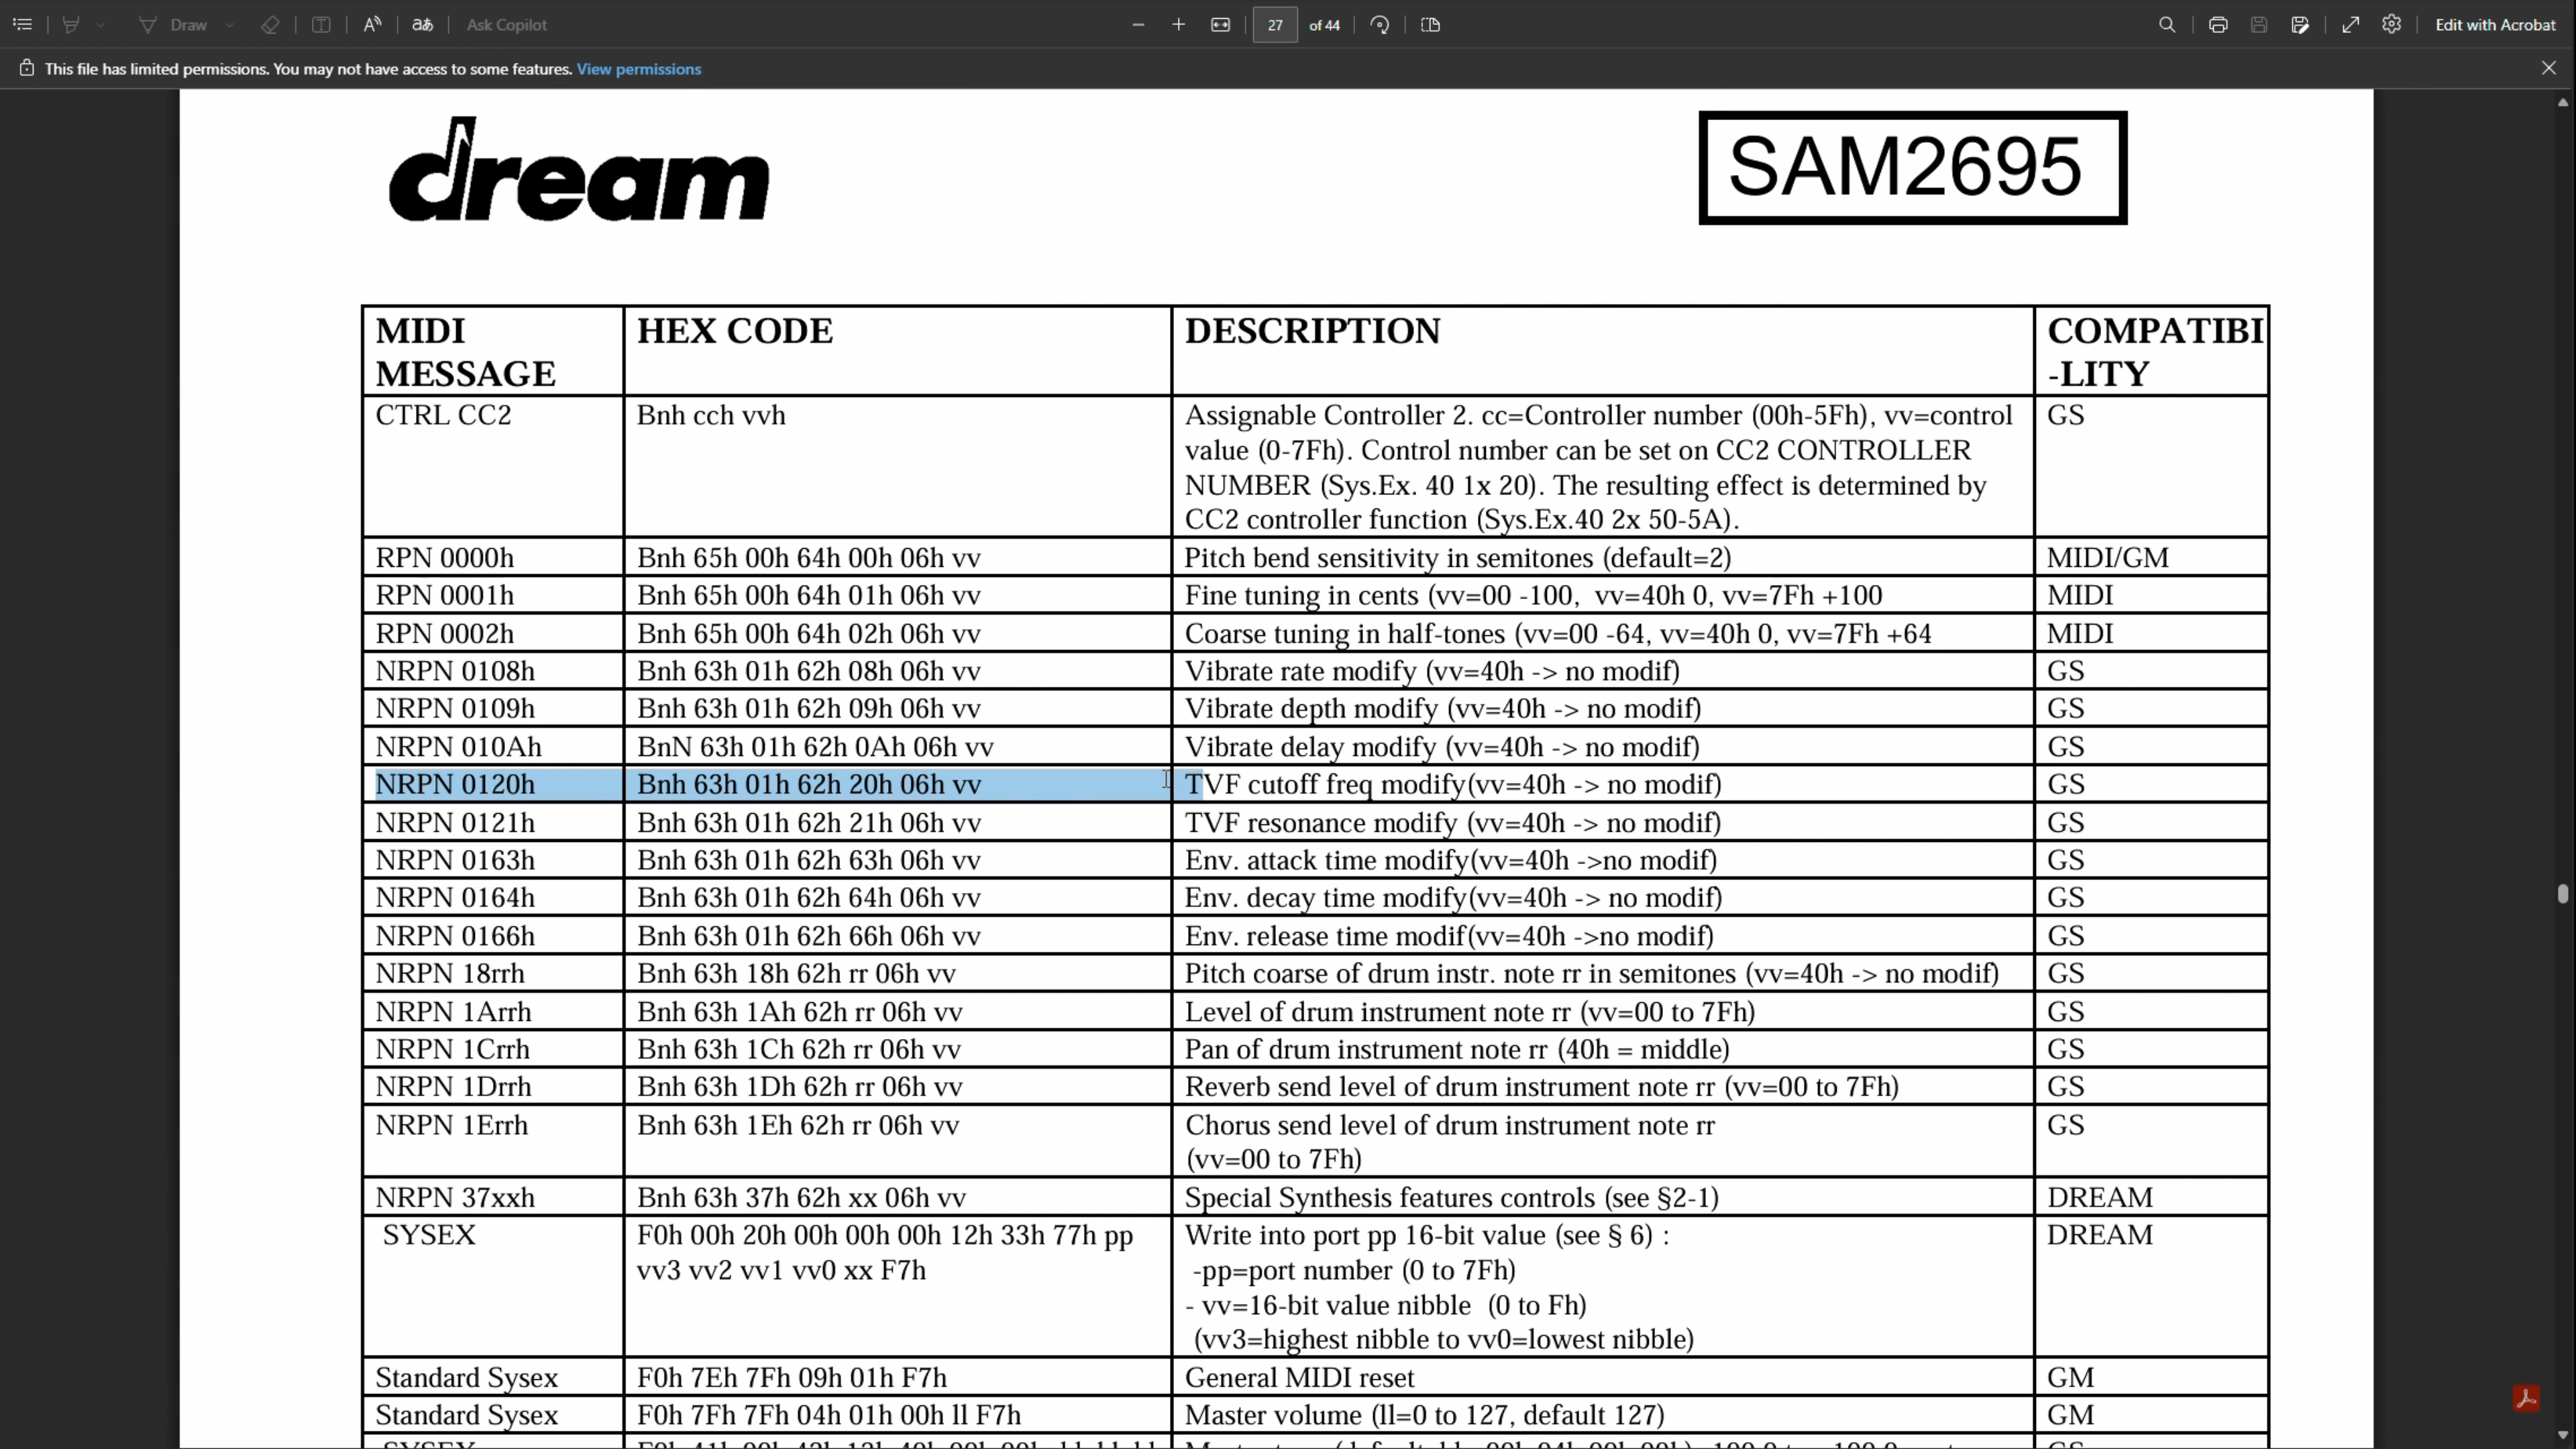 Draw
Ask Copilot
27 of 44
Edit with Acrobat
This file has limited permissions. You may not have access to some features. View permissions
dream
SAM2695
MIDI MESSAGE HEX CODE DESCRIPTION COMPATIBI-LITY
CTRL CC2 Bnh cch vvh Assignable Controller 2. cc=Controller number (00h-5Fh), vv=control GS
value (0-7Fh). Control number can be set on CC2 CONTROLLER
NUMBER (Sys.Ex. 40 1x 20). The resulting effect is determined by
CC2 controller function (Sys.Ex.40 2x 50-5A).
RPN 0000h Bnh 65h 00h 64h 00h 06h vv Pitch bend sensitivity in semitones (default=2) MIDI/GM
RPN 0001h Bnh 65h 00h 64h 01h 06h vv Fine tuning in cents (vv=00 -100, vv=40h 0, vv=7Fh +100 MIDI
RPN 0002h Bnh 65h 00h 64h 02h 06h vv Coarse tuning in half-tones (vv=00 -64, vv=40h 0, vv=7Fh +64 MIDI
NRPN 0108h Bnh 63h 01h 62h 08h 06h vv Vibrate rate modify (vv=40h -> no modif) GS
NRPN 0109h Bnh 63h 01h 62h 09h 06h vv Vibrate depth modify (vv=40h -> no modif) GS
NRPN 010Ah BnN 63h 01h 62h 0Ah 06h vv Vibrate delay modify (vv=40h -> no modif) GS
NRPN 0120h Bnh 63h 01h 62h 20h 06h vv TVF cutoff freq modify(vv=40h -> no modif) GS
NRPN 0121h Bnh 63h 01h 62h 21h 06h vv TVF resonance modify (vv=40h -> no modif) GS
NRPN 0163h Bnh 63h 01h 62h 63h 06h vv Env. attack time modify(vv=40h ->no modif) GS
NRPN 0164h Bnh 63h 01h 62h 64h 06h vv Env. decay time modify(vv=40h -> no modif) GS
NRPN 0166h Bnh 63h 01h 62h 66h 06h vv Env. release time modif(vv=40h ->no modif) GS
NRPN 18rrh Bnh 63h 18h 62h rr 06h vv Pitch coarse of drum instr. note rr in semitones (vv=40h -> no modif) GS
NRPN 1Arrh Bnh 63h 1Ah 62h rr 06h vv Level of drum instrument note rr (vv=00 to 7Fh) GS
NRPN 1Crrh Bnh 63h 1Ch 62h rr 06h vv Pan of drum instrument note rr (40h = middle) GS
NRPN 1Drrh Bnh 63h 1Dh 62h rr 06h vv Reverb send level of drum instrument note rr (vv=00 to 7Fh) GS
NRPN 1Errh Bnh 63h 1Eh 62h rr 06h vv Chorus send level of drum instrument note rr GS
(vv=00 to 7Fh)
NRPN 37xxh Bnh 63h 37h 62h xx 06h vv Special Synthesis features controls (see §2-1) DREAM
SYSEX F0h 00h 20h 00h 00h 00h 12h 33h 77h pp Write into port pp 16-bit value (see § 6) : DREAM
vv3 vv2 vv1 vv0 xx F7h -pp=port number (0 to 7Fh)
- vv=16-bit value nibble (0 to Fh)
(vv3=highest nibble to vv0=lowest nibble)
Standard Sysex F0h 7Eh 7Fh 09h 01h F7h General MIDI reset GM
Standard Sysex F0h 7Fh 7Fh 04h 01h 00h ll F7h Master volume (ll=0 to 127, default 127) GM